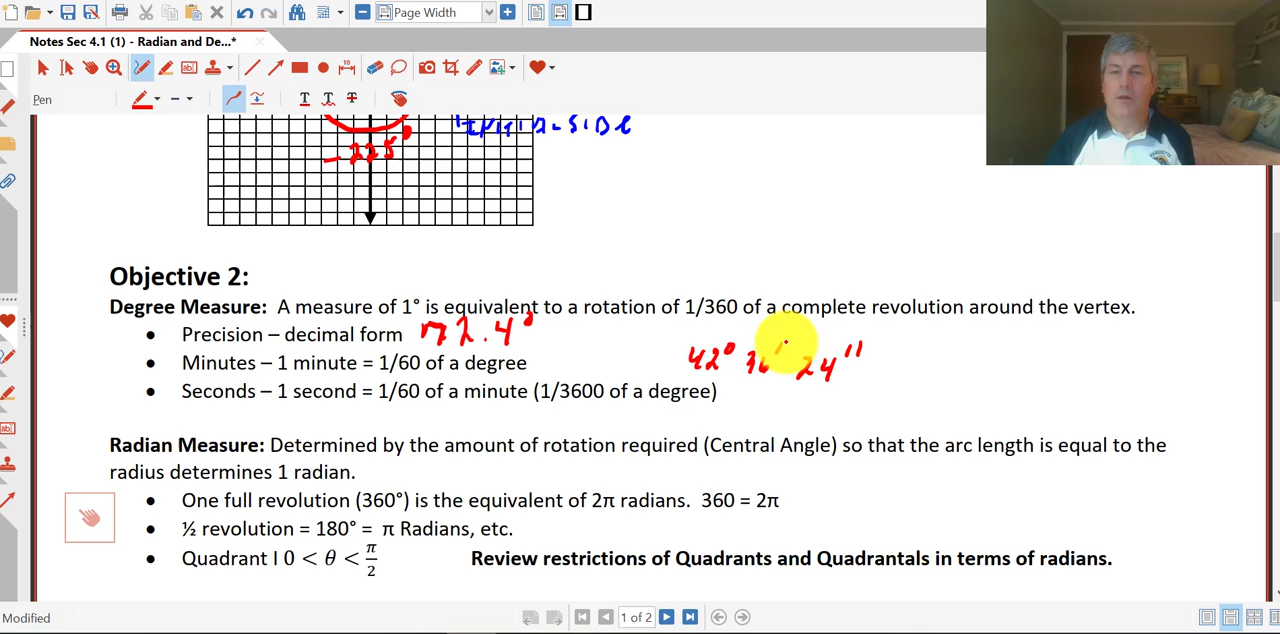 Page Width
Notes Sec 4.1 (1) - Radian and De...*
Pen
T T T
- 225°
Objective 2:
Degree Measure: A measure of 1° is equivalent to a rotation of 1/360 of a complete revolution around the vertex.
• Precision – decimal form 72.4°
• Minutes – 1 minute = 1/60 of a degree
42° 24"
• Seconds – 1 second = 1/60 of a minute (1/3600 of a degree)
Radian Measure: Determined by the amount of rotation required (Central Angle) so that the arc length is equal to the
radius determines 1 radian.
• One full revolution (360°) is the equivalent of 2π radians. 360 = 2π
• ½ revolution = 180° = π Radians, etc.
• Quadrant I 0 < θ < π/2 Review restrictions of Quadrants and Quadrantals in terms of radians.
Modified
1 of 2